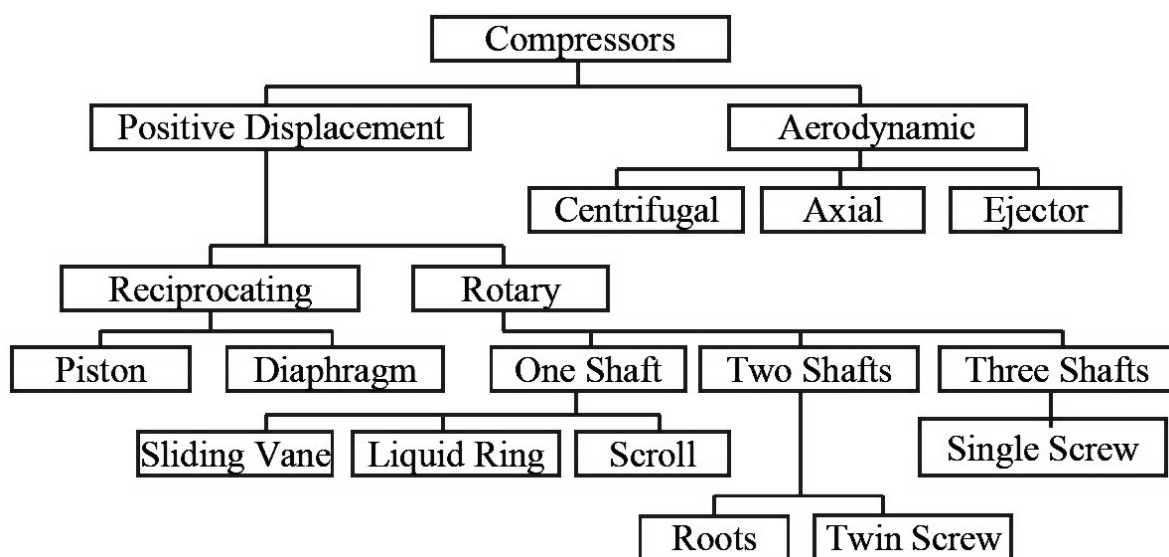 Compressors
Positive Displacement
Aerodynamic
Centrifugal
Axial
Ejector
Reciprocating
Rotary
Piston
Diaphragm
One Shaft
Two Shafts
Three Shafts
Sliding Vane
Liquid Ring
Scroll
Single Screw
Roots
Twin Screw